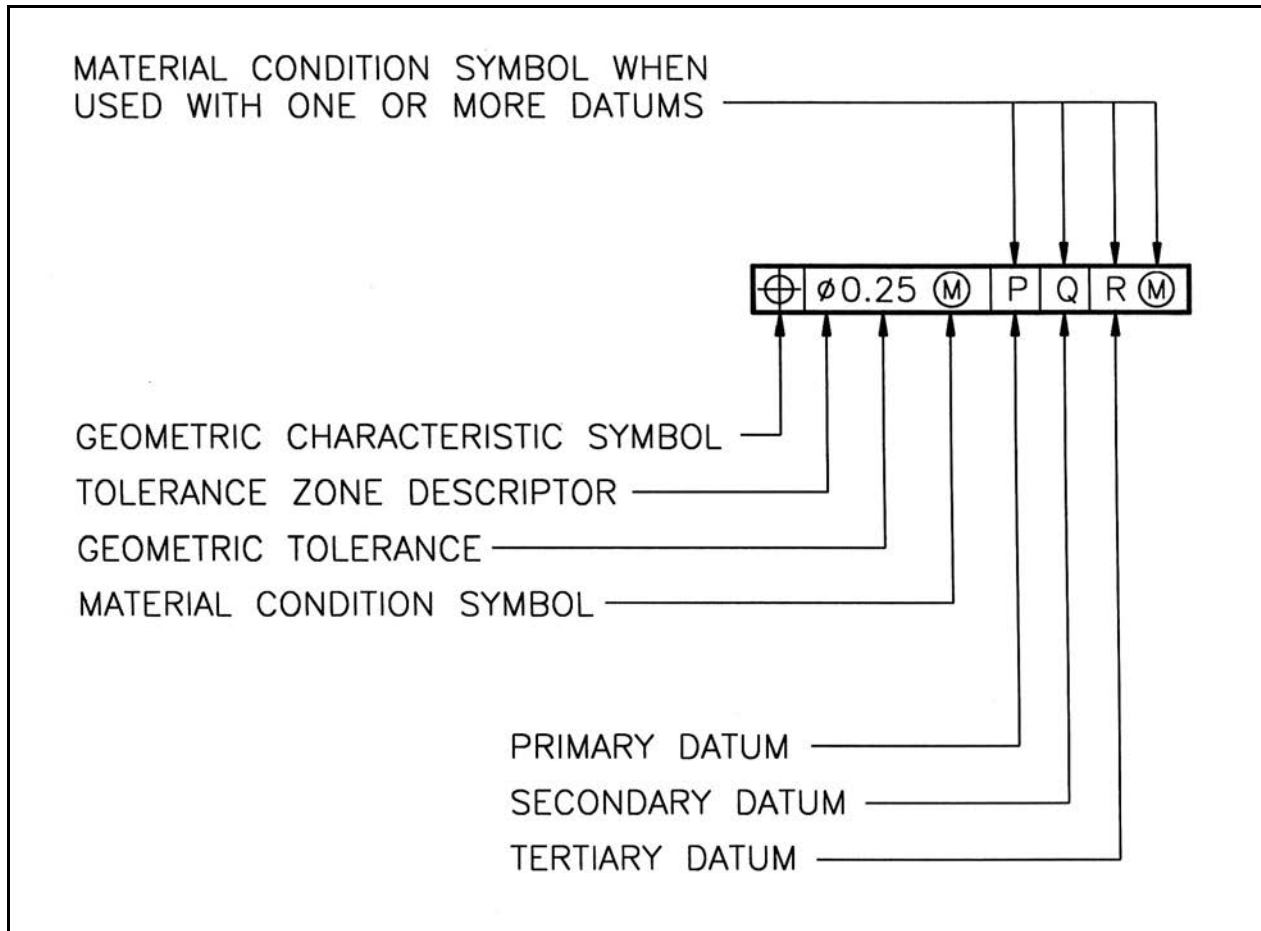 MATERIAL CONDITION SYMBOL WHEN
USED WITH ONE OR MORE DATUMS
⌖ ⌀0.25 Ⓜ P Q R Ⓜ
GEOMETRIC CHARACTERISTIC SYMBOL
TOLERANCE ZONE DESCRIPTOR
GEOMETRIC TOLERANCE
MATERIAL CONDITION SYMBOL
PRIMARY DATUM
SECONDARY DATUM
TERTIARY DATUM